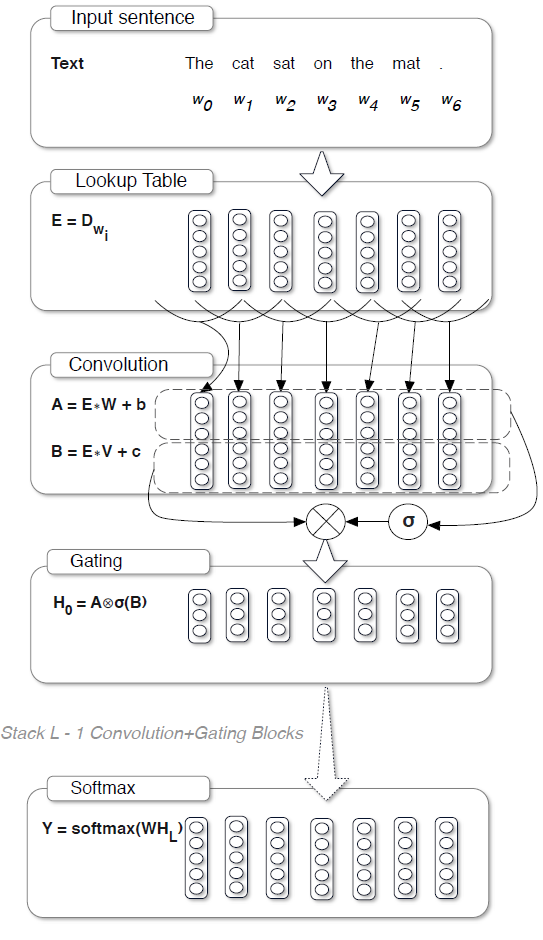 Input sentence
Text The cat sat on the mat .
w0 w1 w2 w3 w4 w5 w6
Lookup Table
E = Dwi
Convolution
A = E*W + b
B = E*V + c
σ
Gating
H0 = A⊗σ(B)
Stack L - 1 Convolution+Gating Blocks
Softmax
Y = softmax(WHL)